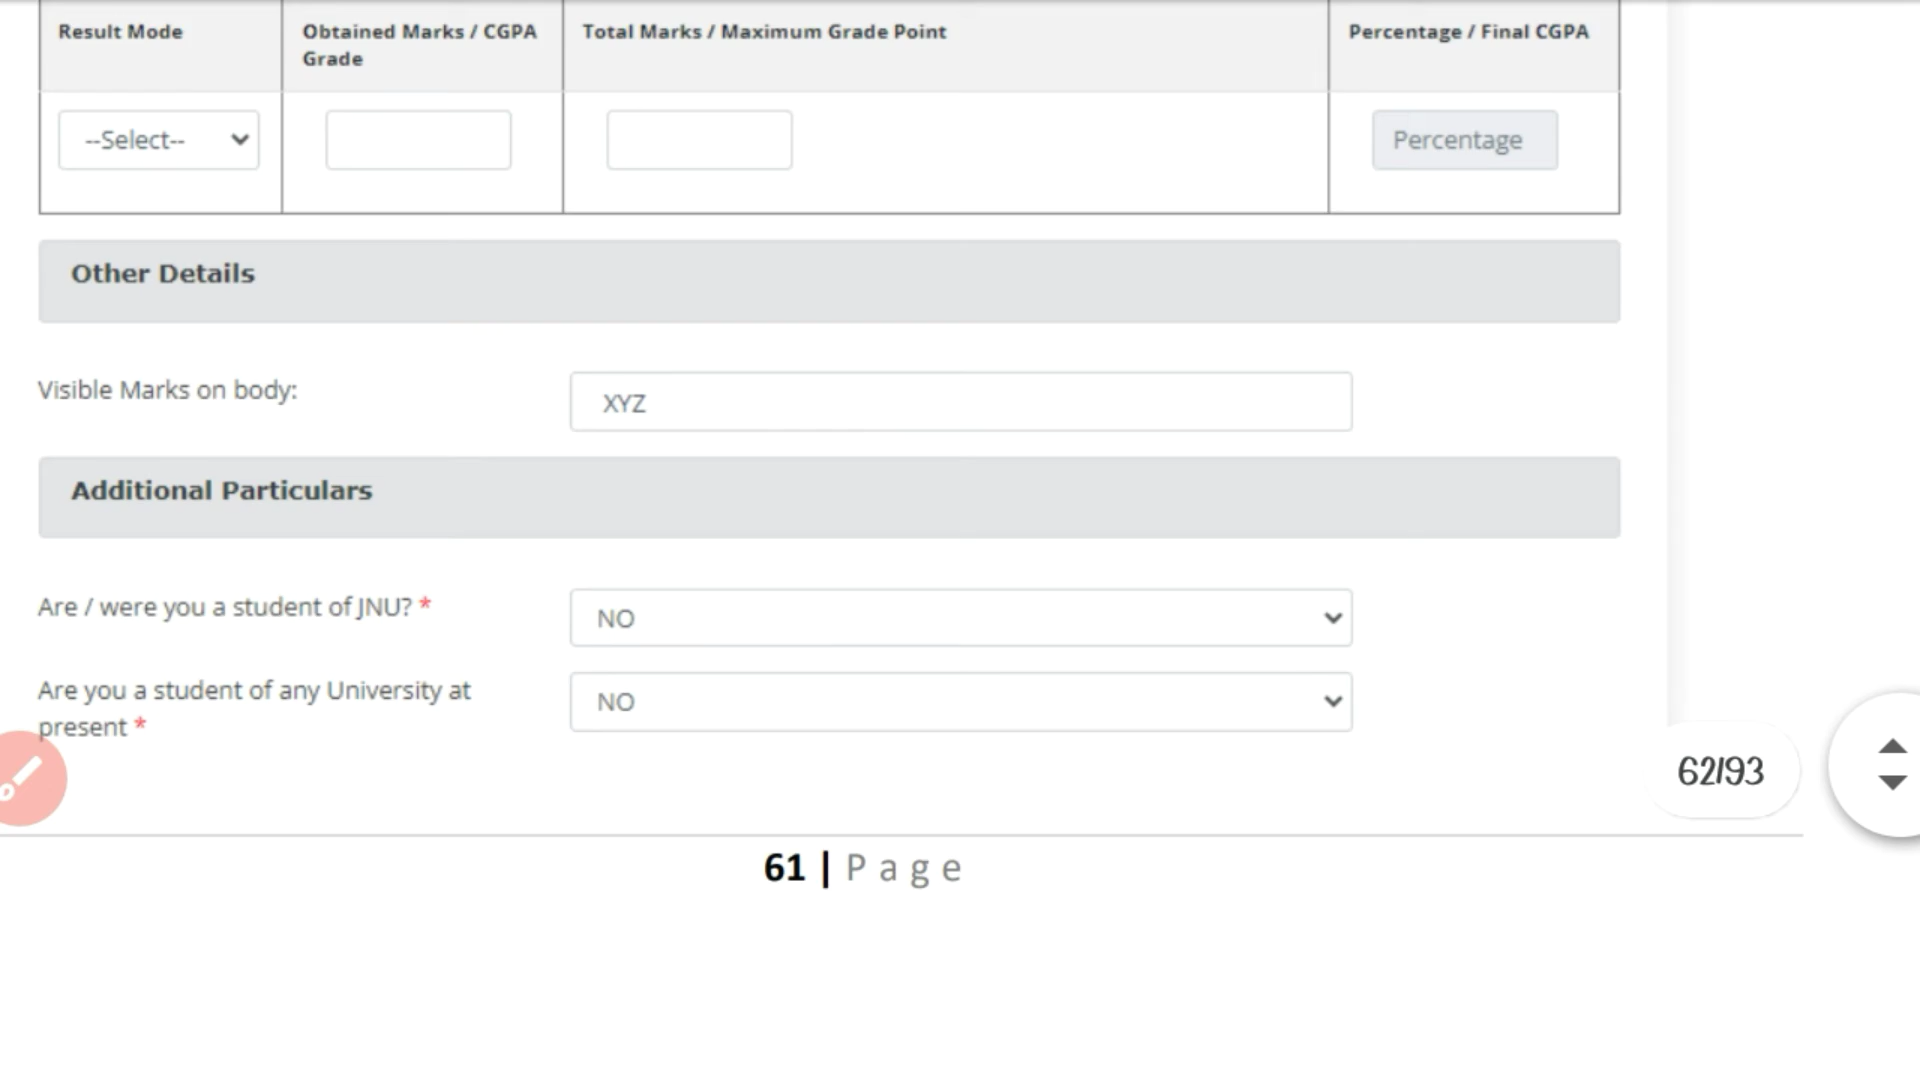 Result Mode
Obtained Marks / CGPA
Grade
Total Marks / Maximum Grade Point
Percentage / Final CGPA
--Select--
Percentage
Other Details
Visible Marks on body:
XYZ
Additional Particulars
Are / were you a student of JNU? *
NO
Are you a student of any University at
present *
NO
62/93
61 | Page